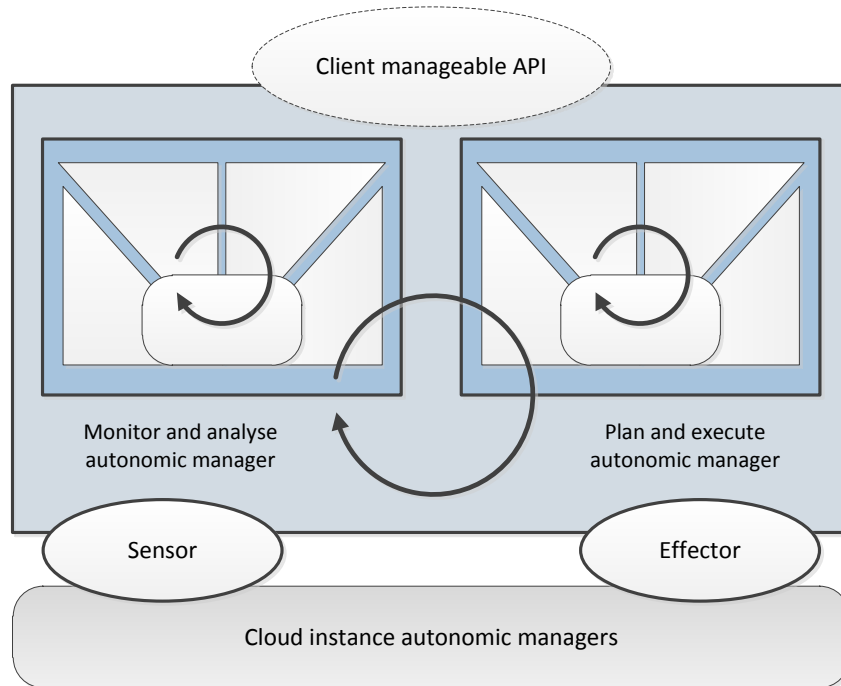 Client manageable API
Monitor and analyse
autonomic manager
Plan and execute
autonomic manager
Sensor
Effector
Cloud instance autonomic managers